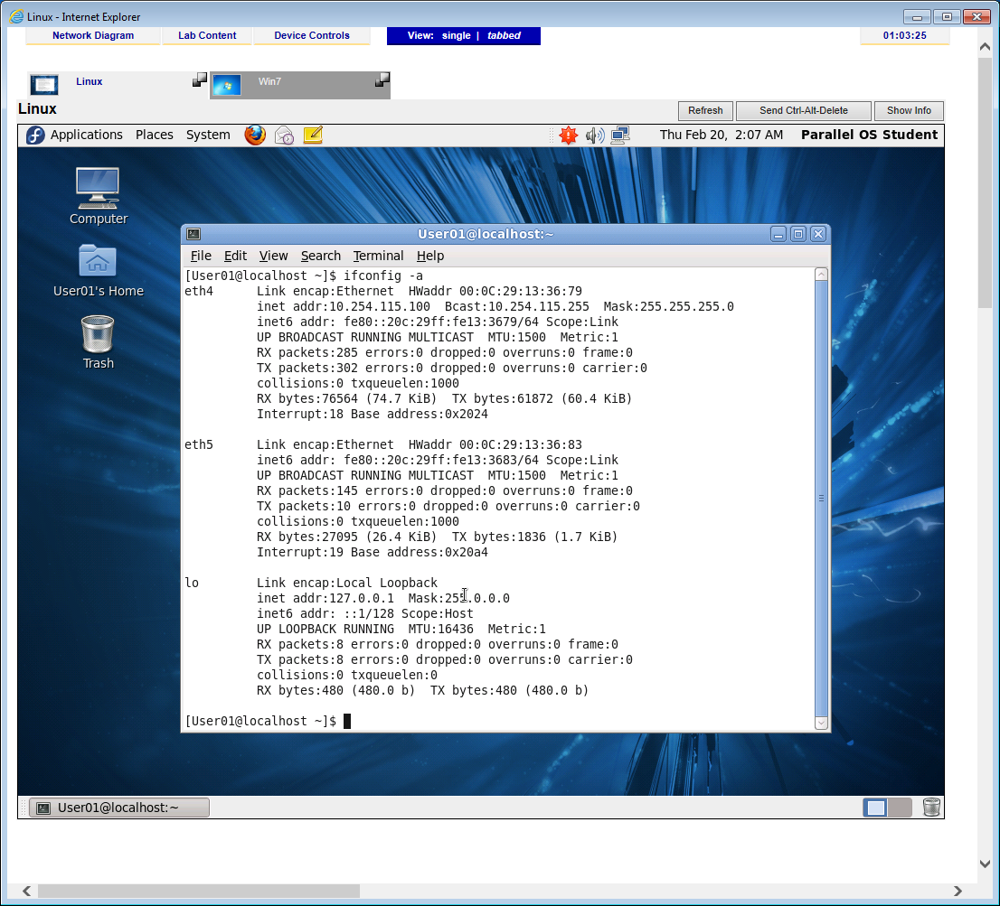 Linux - Internet Explorer
Network Diagram Lab Content Device Controls View: single | tabbed 01:03:25
Linux Win7
Linux Refresh Send Ctrl-Alt-Delete Show Info
Applications Places System Thu Feb 20, 2:07 AM Parallel OS Student
Computer
User01's Home
Trash
User01@localhost:~
File Edit View Search Terminal Help
[User01@localhost ~]$ ifconfig -a
eth4 Link encap:Ethernet HWaddr 00:0C:29:13:36:79
inet addr:10.254.115.100 Bcast:10.254.115.255 Mask:255.255.255.0
inet6 addr: fe80::20c:29ff:fe13:3679/64 Scope:Link
UP BROADCAST RUNNING MULTICAST MTU:1500 Metric:1
RX packets:285 errors:0 dropped:0 overruns:0 frame:0
TX packets:302 errors:0 dropped:0 overruns:0 carrier:0
collisions:0 txqueuelen:1000
RX bytes:76564 (74.7 KiB) TX bytes:61872 (60.4 KiB)
Interrupt:18 Base address:0x2024
eth5 Link encap:Ethernet HWaddr 00:0C:29:13:36:83
inet6 addr: fe80::20c:29ff:fe13:3683/64 Scope:Link
UP BROADCAST RUNNING MULTICAST MTU:1500 Metric:1
RX packets:145 errors:0 dropped:0 overruns:0 frame:0
TX packets:10 errors:0 dropped:0 overruns:0 carrier:0
collisions:0 txqueuelen:1000
RX bytes:27095 (26.4 KiB) TX bytes:1836 (1.7 KiB)
Interrupt:19 Base address:0x20a4
lo Link encap:Local Loopback
inet addr:127.0.0.1 Mask:255.0.0.0
inet6 addr: ::1/128 Scope:Host
UP LOOPBACK RUNNING MTU:16436 Metric:1
RX packets:8 errors:0 dropped:0 overruns:0 frame:0
TX packets:8 errors:0 dropped:0 overruns:0 carrier:0
collisions:0 txqueuelen:0
RX bytes:480 (480.0 b) TX bytes:480 (480.0 b)
[User01@localhost ~]$
User01@localhost:~